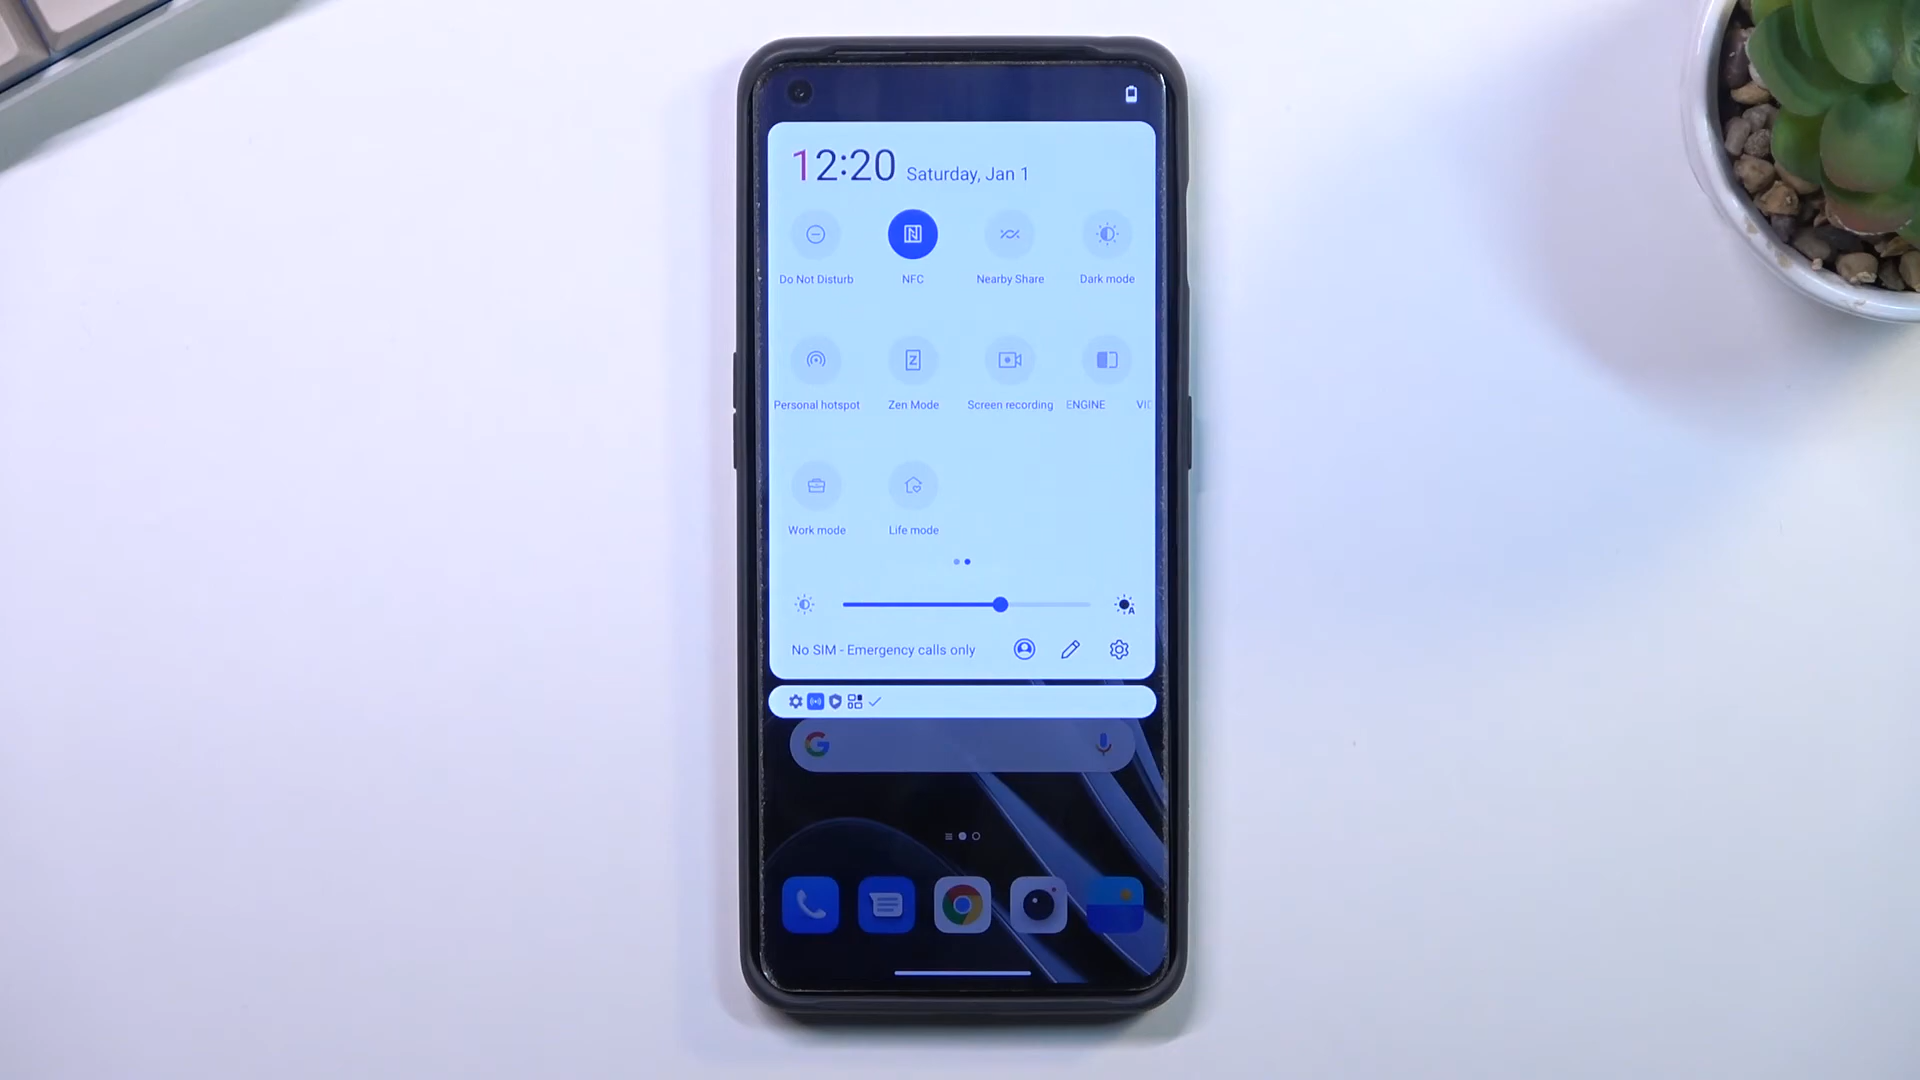 12:20 Saturday, Jan 1
Do Not Disturb NFC Nearby Share Dark mode
Personal hotspot Zen Mode Screen recording ENGINE VI
Work mode Life mode
No SIM - Emergency calls only